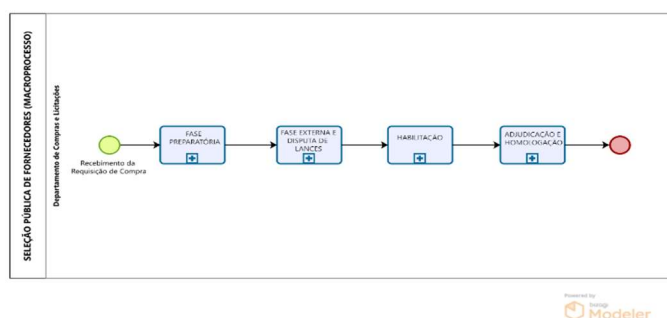 SELEÇÃO PÚBLICA DE FORNECEDORES (MACROPROCESSO)
Departamento de Compras e Licitações
Recebimento da
Requisição de Compra
FASE
PREPARATÓRIA
FASE EXTERNA E
DISPUTA DE
LANCES
HABILITAÇÃO
ADJUDICAÇÃO E
HOMOLOGAÇÃO
Powered by
bizagi
Modeler